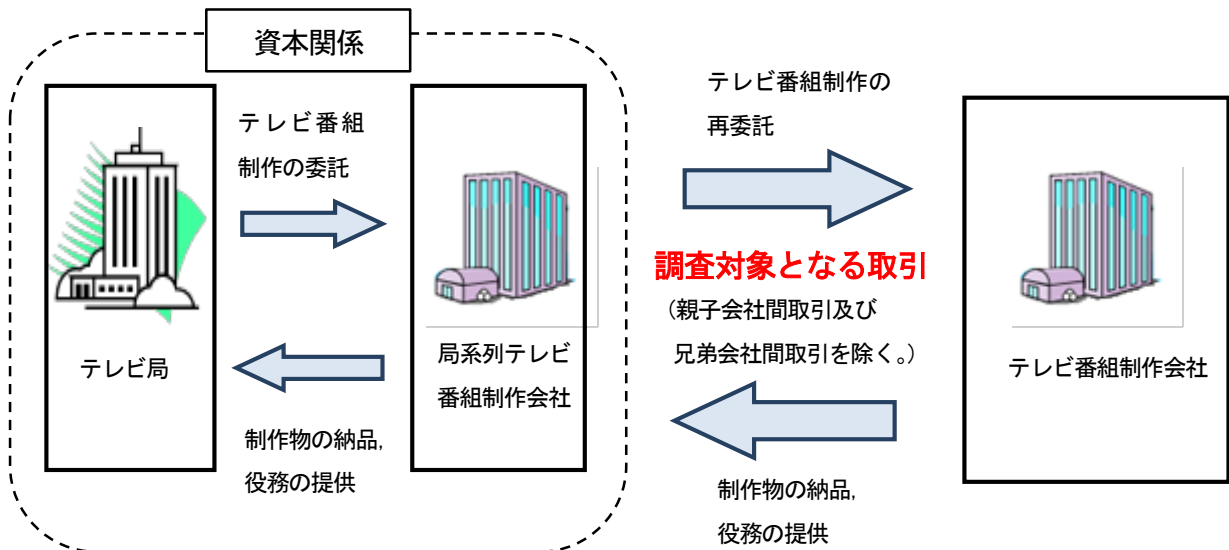 資本関係
テレビ番組
制作の委託
テレビ局
局系列テレビ
番組制作会社
制作物の納品,
役務の提供
テレビ番組制作の
再委託
調査対象となる取引
（親子会社間取引及び
兄弟会社間取引を除く。）
制作物の納品,
役務の提供
テレビ番組制作会社